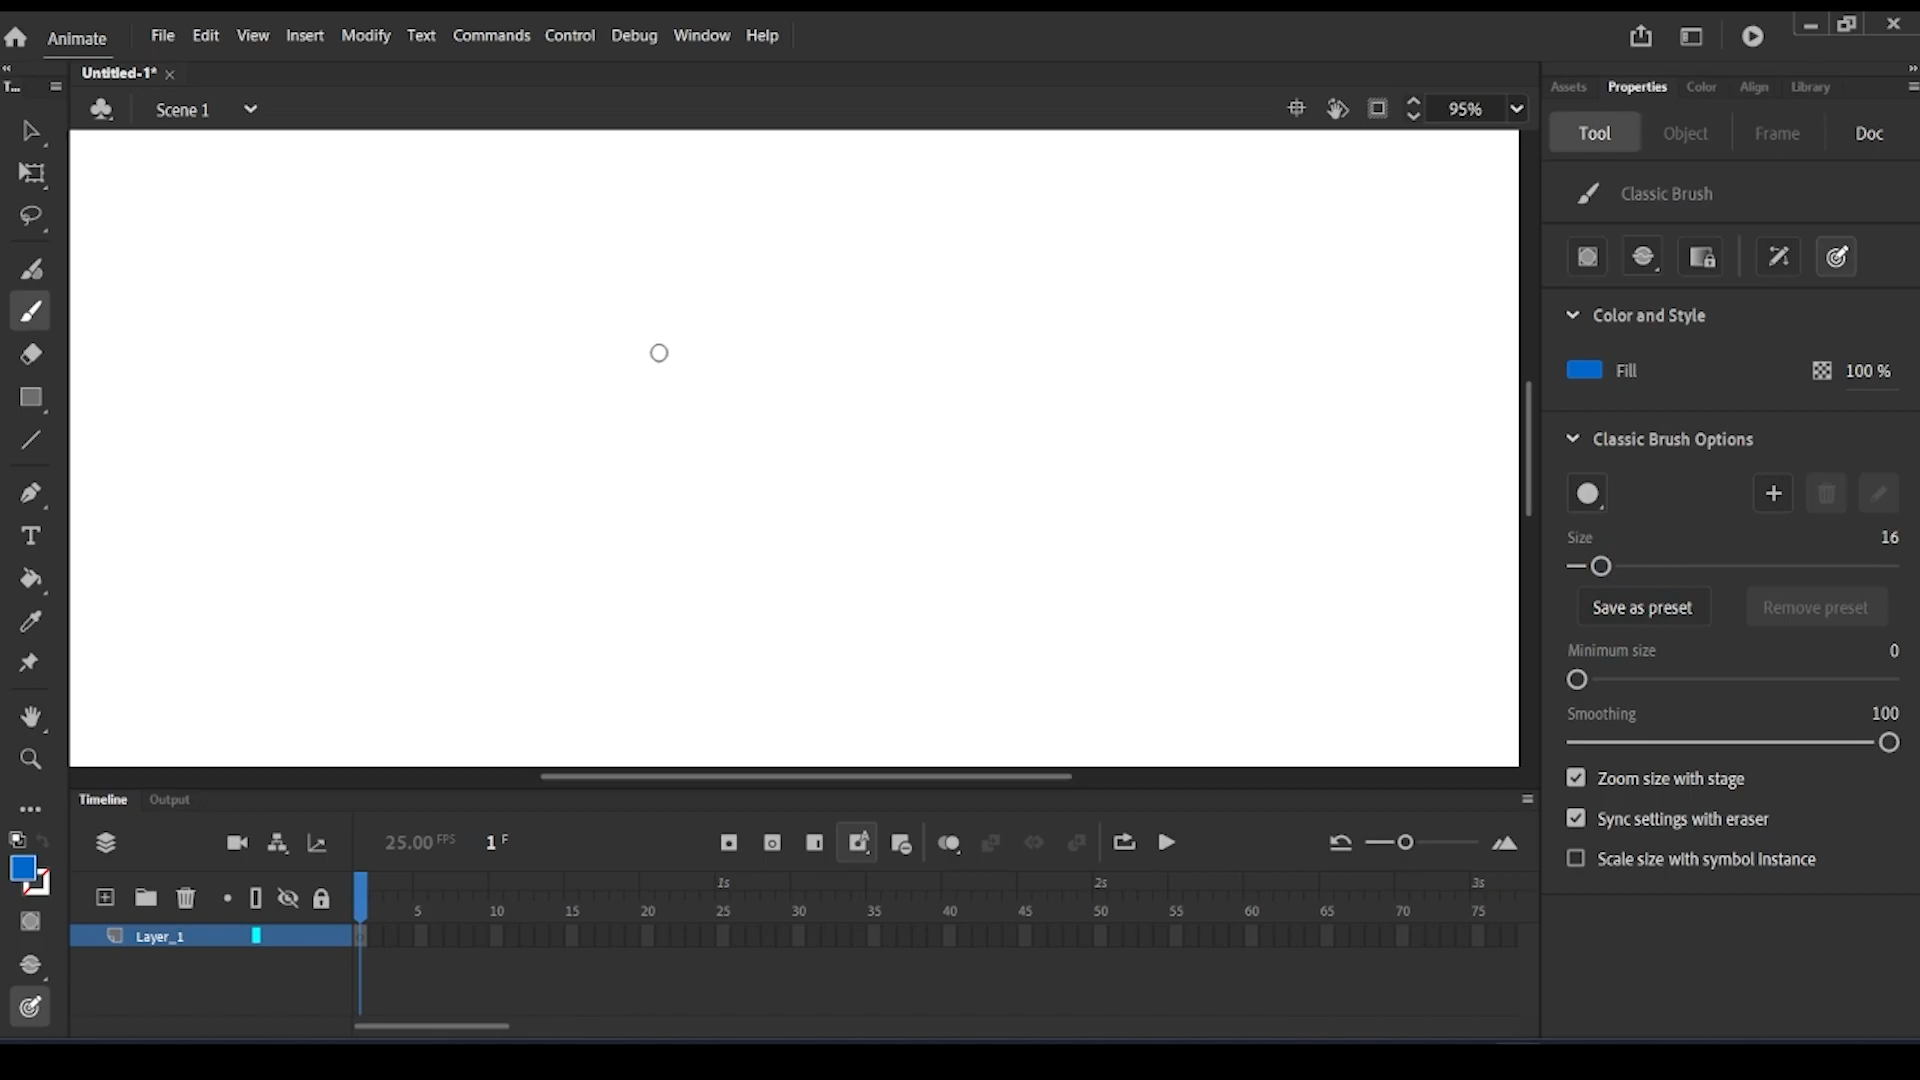 Animate File Edit View Insert Modify Text Commands Control Debug Window Help
T...
Untitled-1*
Scene 1
95%
Assets Properties Color Align Library
Tool Object Frame Doc
Classic Brush
Color and Style
Fill 100 %
Classic Brush Options
Size 16
Save as preset Remove preset
Minimum size 0
Smoothing 100
Zoom size with stage
Sync settings with eraser
Scale size with symbol instance
Timeline Output
25.00 FPS 1 F
1s 2s 3s
5 10 15 20 25 30 35 40 45 50 55 60 65 70 75
Layer_1